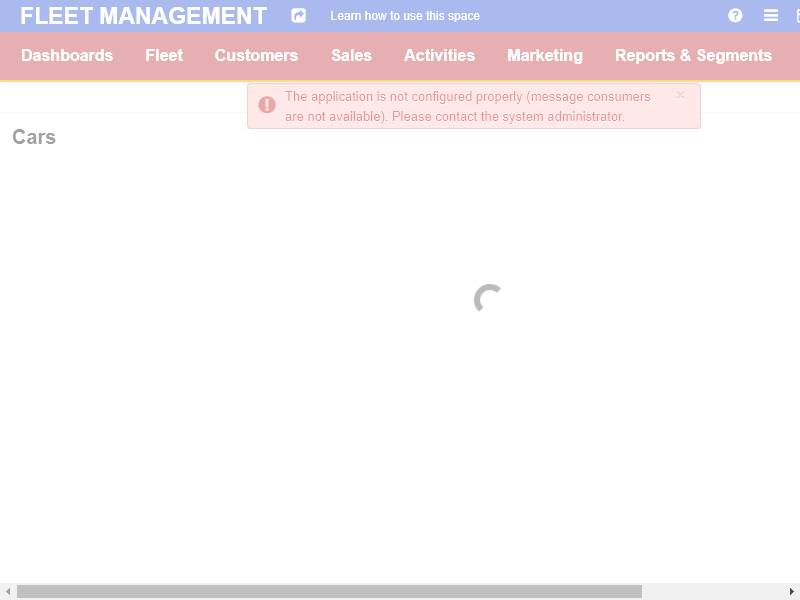 FLEET MANAGEMENT
Learn how to use this space
Dashboards Fleet Customers Sales Activities Marketing Reports & Segments
The application is not configured properly (message consumers
are not available). Please contact the system administrator.
Cars